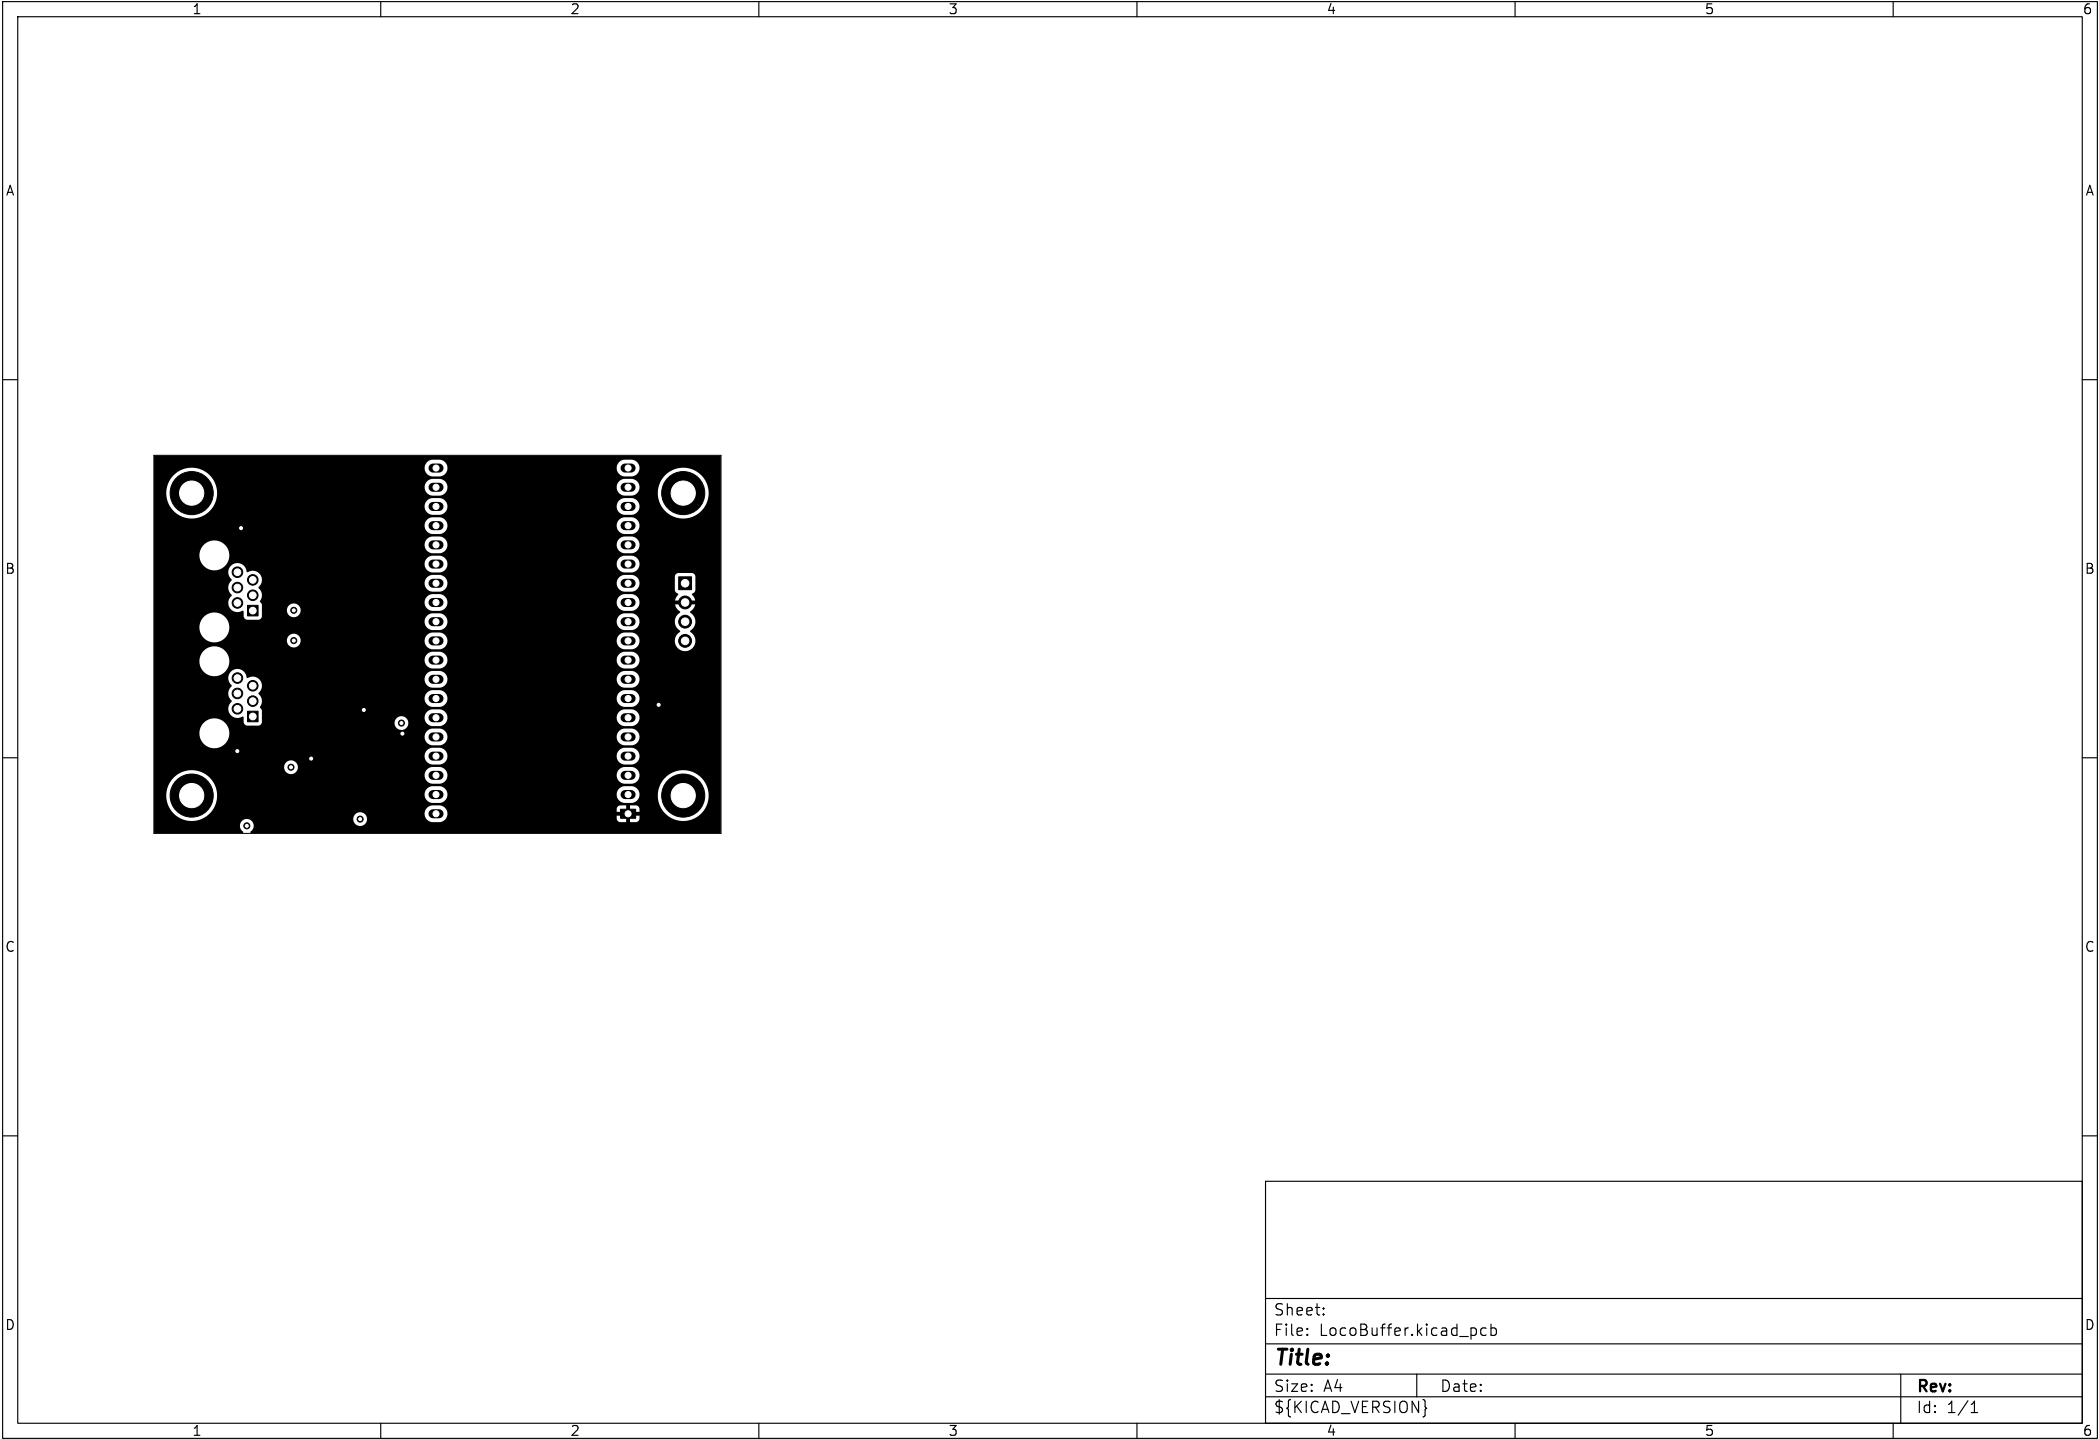 1 2 3 4 5 6
A A
B B
C C
D D
Sheet:
File: LocoBuffer.kicad_pcb
Title:
Size: A4 Date: Rev:
${KICAD_VERSION} Id: 1/1
1 2 3 4 5 6